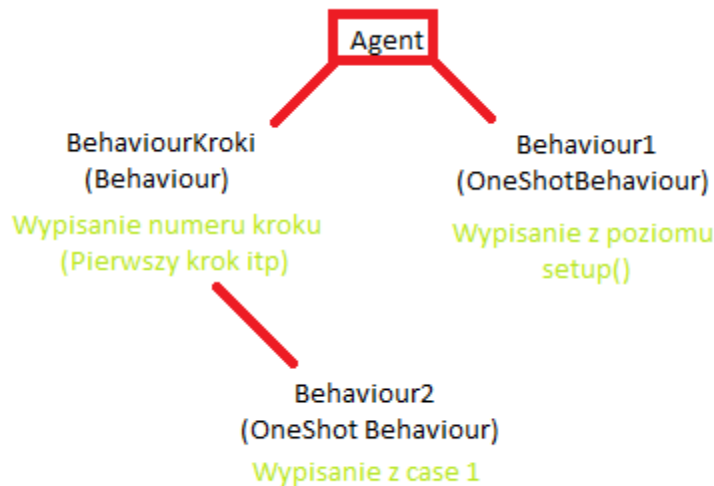 Agent
BehaviourKroki
(Behaviour)
Wypisanie numeru kroku
(Pierwszy krok itp)
Behaviour1
(OneShotBehaviour)
Wypisanie z poziomu
setup()
Behaviour2
(OneShot Behaviour)
Wypisanie z case 1